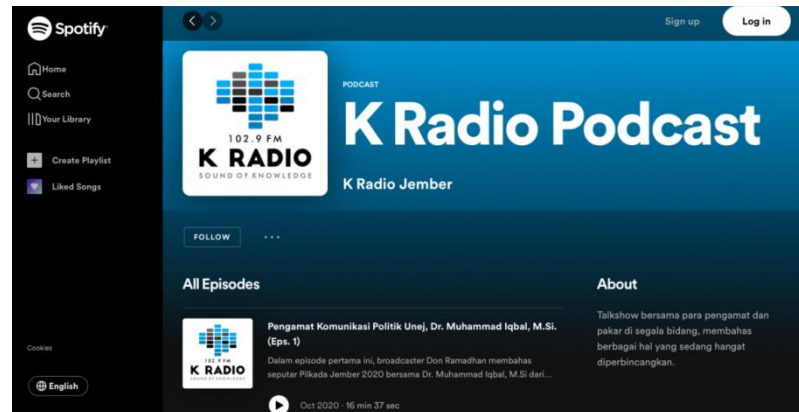 Spotify
Sign up
Log in
Home
Search
Your Library
Create Playlist
Liked Songs
Cookies
English
102.9 FM
K RADIO
SOUND OF KNOWLEDGE
PODCAST
K Radio Podcast
K Radio Jember
FOLLOW
All Episodes
102.9 FM
K RADIO
SOUND OF KNOWLEDGE
Pengamat Komunikasi Politik Unej, Dr. Muhammad Iqbal, M.Si.
(Eps. 1)
Dalam episode pertama ini, broadcaster Don Ramadhan membahas
seputar Pilkada Jember 2020 bersama Dr. Muhammad Iqbal, M.Si dari...
Oct 2020 · 16 min 37 sec
About
Talkshow bersama para pengamat dan
pakar di segala bidang, membahas
berbagai hal yang sedang hangat
diperbincangkan.